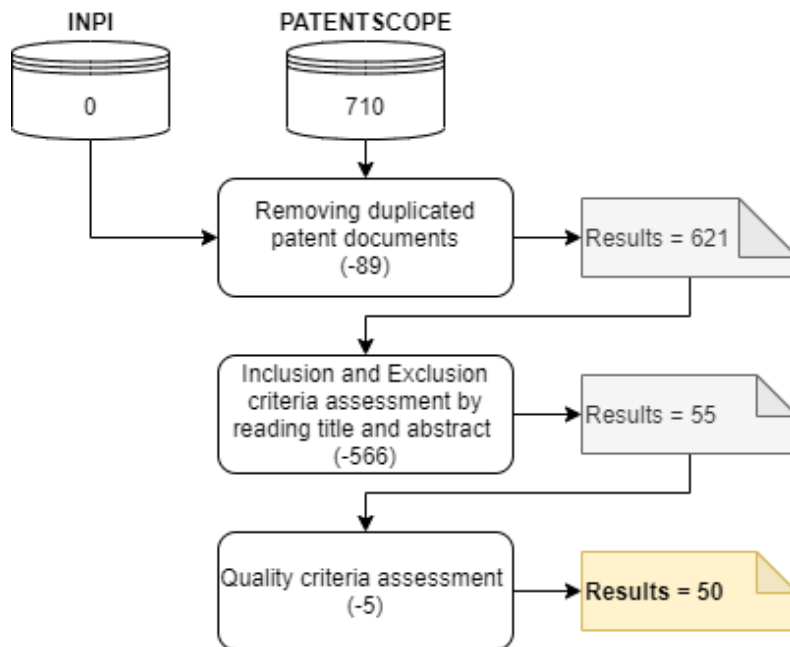 INPI
PATENTSCOPE
0
710
Removing duplicated
patent documents
(-89)
Results = 621
Inclusion and Exclusion
criteria assessment by
reading title and abstract
(-566)
Results = 55
Quality criteria assessment
(-5)
Results = 50